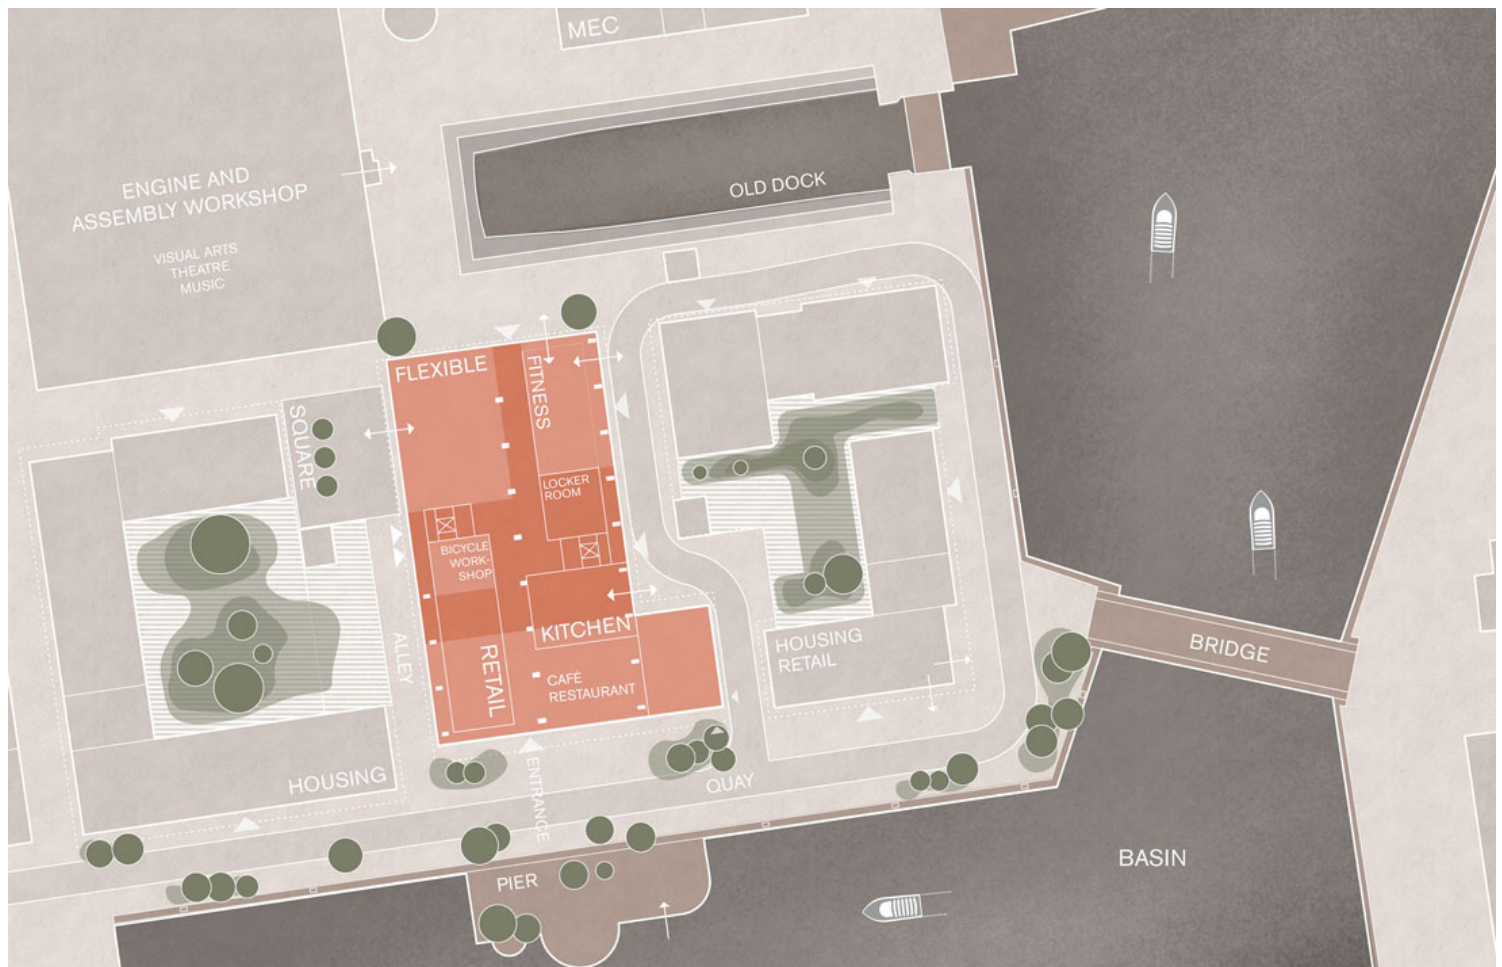 MEC
ENGINE AND
ASSEMBLY WORKSHOP
VISUAL ARTS
THEATRE
MUSIC
OLD DOCK
FLEXIBLE
FITNESS
SQUARE
LOCKER
ROOM
BICYCLE
WORK-
SHOP
ALLEY
KITCHEN
RETAIL
CAFÉ
RESTAURANT
HOUSING
RETAIL
BRIDGE
HOUSING
ENTRANCE
QUAY
PIER
BASIN